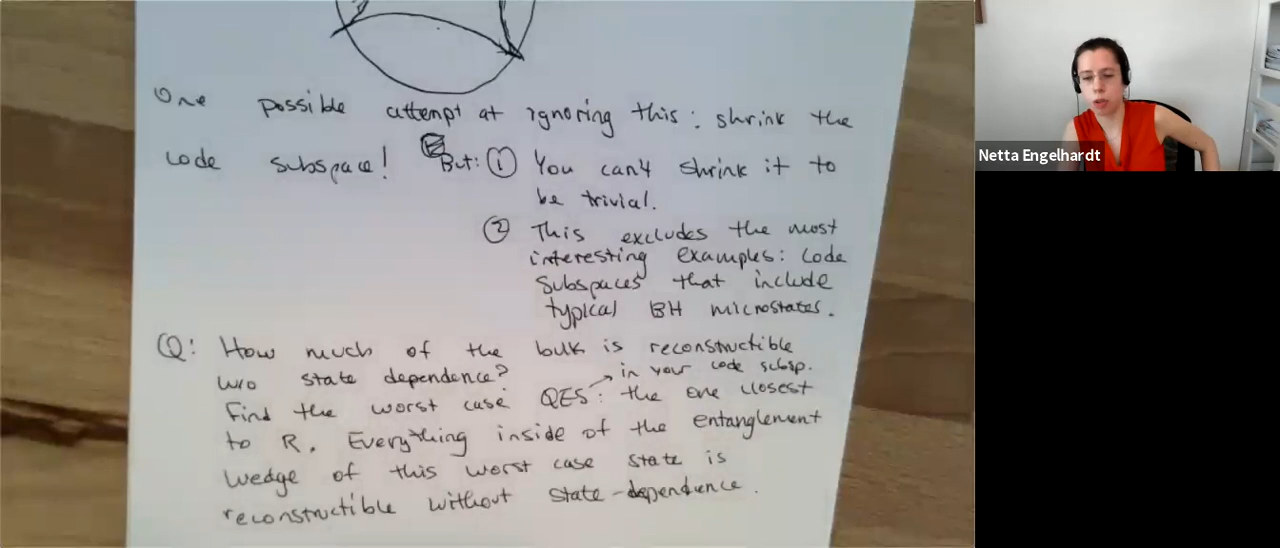 One possible attempt at ignoring this: shrink the
code subspace! But: ① You can't shrink it to
be trivial.
② This excludes the most
interesting examples: code
subspaces that include
typical BH microstates.
Q: How much of the bulk is reconstructible
w/o state dependence? → in your code subsp.
Find the worst case QES: the one closest
to R. Everything inside of the entanglement
wedge of this worst case state is
reconstructible without state-dependence.
Netta Engelhardt